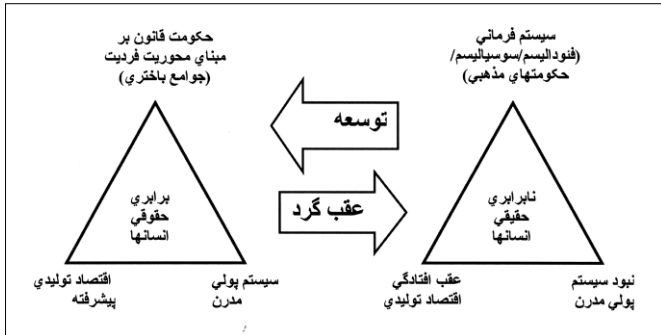 سيستم فرماني
(فئوداليسم/سوسياليسم/
حكومتهاي مذهبي)
نابرابري
حقيقي
انسانها
نبود سيستم
پولي مدرن
عقب افتادگي
اقتصاد توليدي
توسعه
عقب گرد
حكومت قانون بر
مبناي محوريت فرديت
(جوامع باختري)
برابري
حقوقي
انسانها
سيستم پولي
مدرن
اقتصاد توليدي
پيشرفته